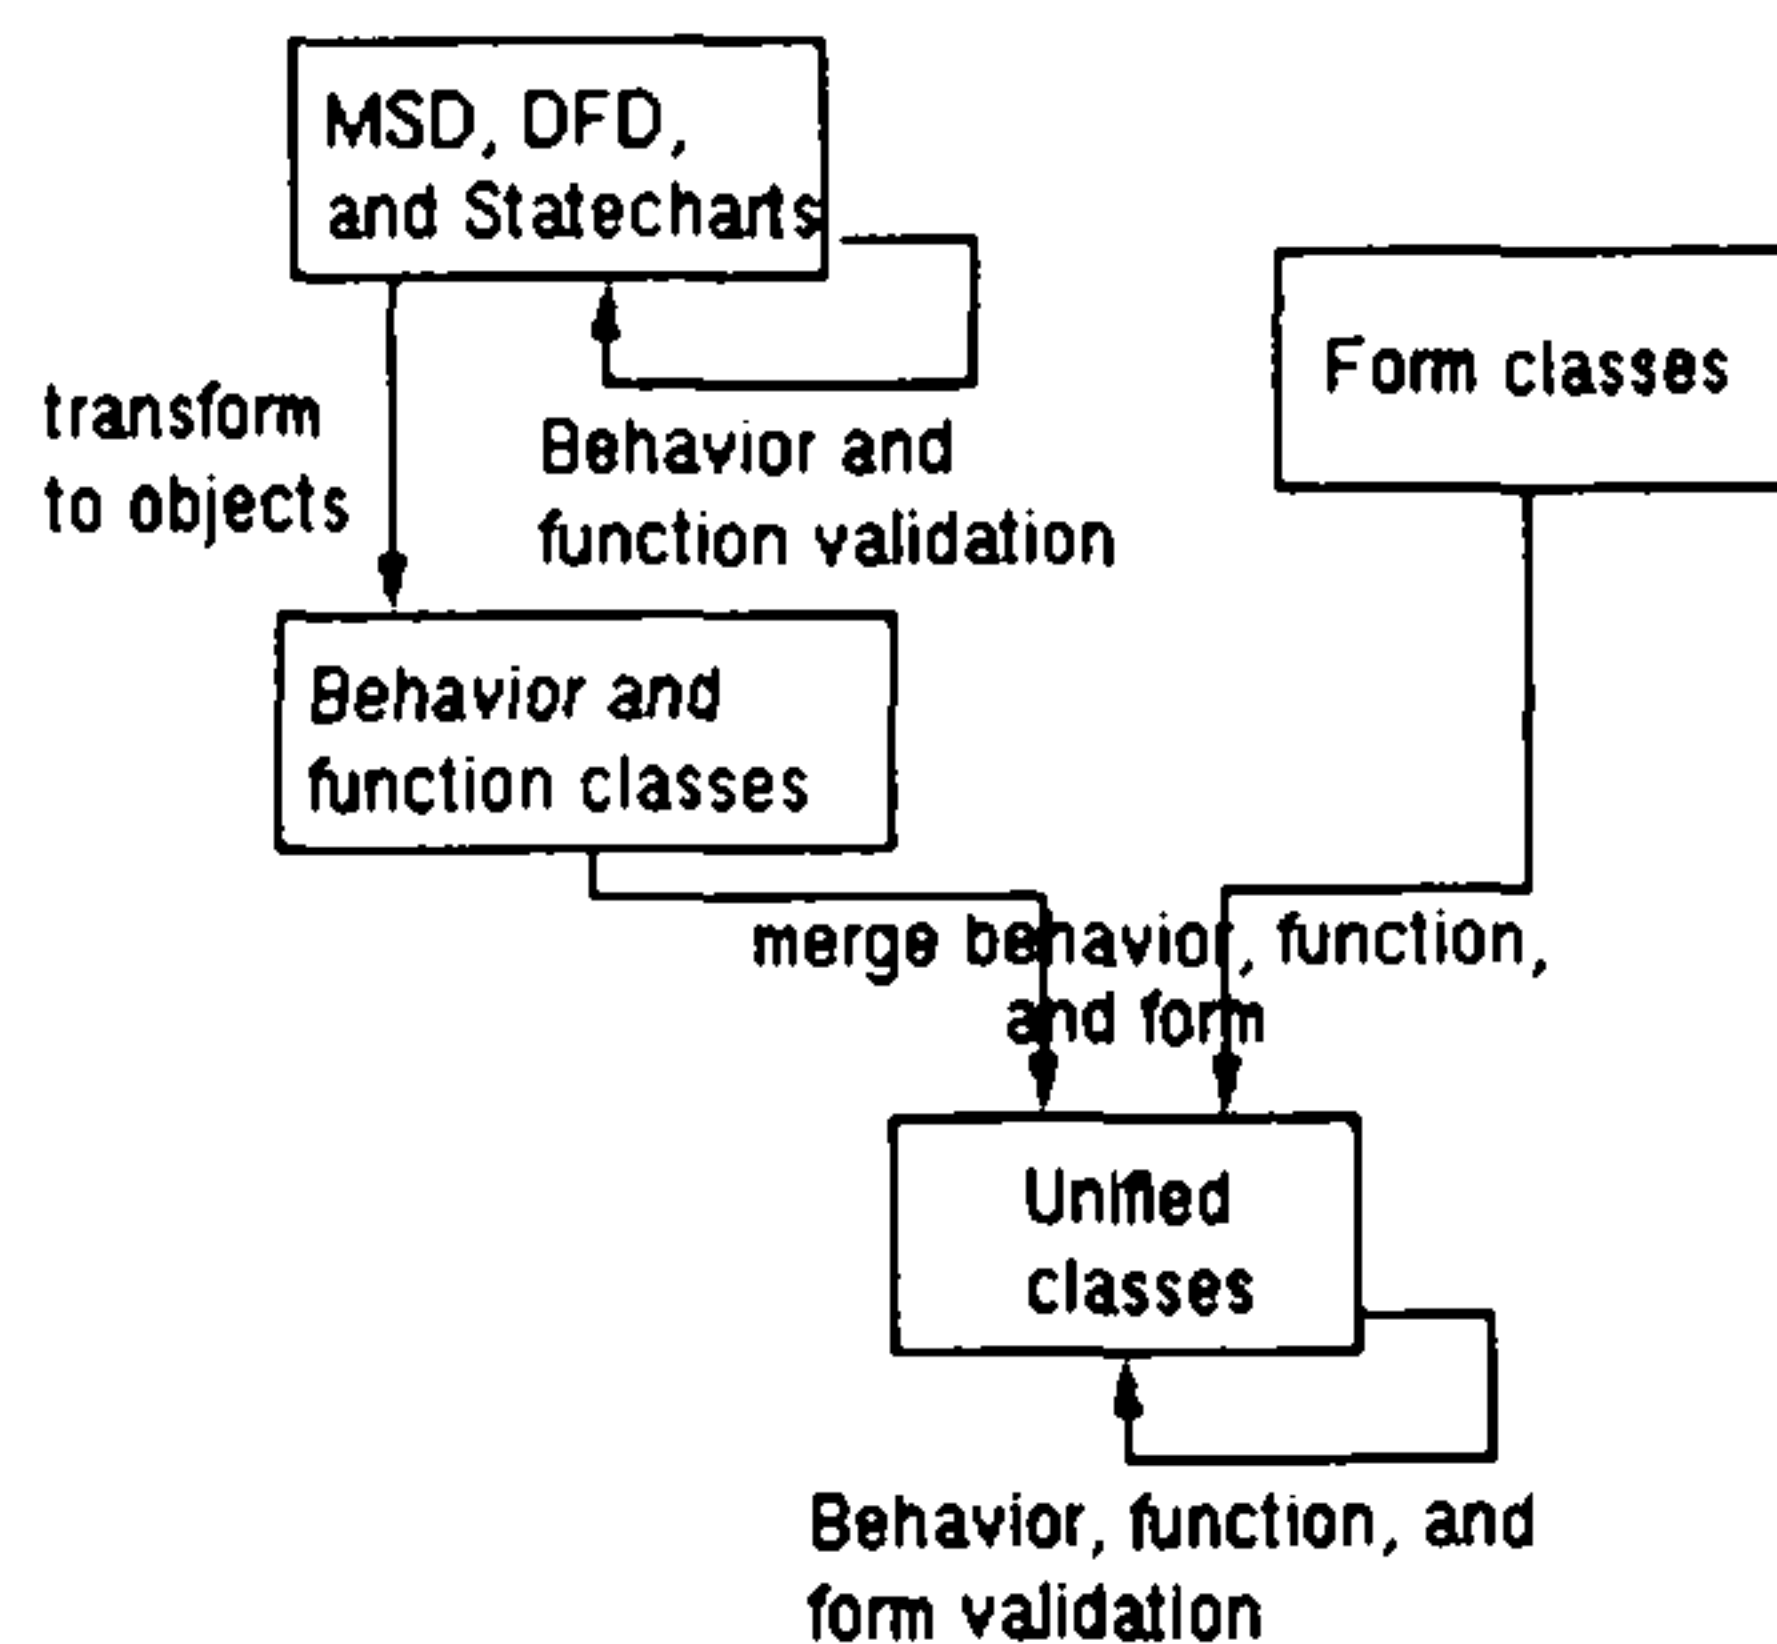 MSD, DFD,
and Statecharts
Form classes
transform
to objects
Behavior and
function validation
Behavior and
function classes
merge behavior, function,
and form
Unified
classes
Behavior, function, and
form validation